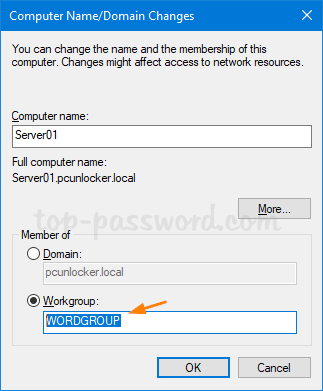 Computer Name/Domain Changes
You can change the name and the membership of this
computer. Changes might affect access to network resources.
Computer name:
Server01
Full computer name:
Server01.pcunlocker.local
More...
top-password.com
Member of
Domain:
pcunlocker.local
Workgroup:
WORDGROUP
OK Cancel